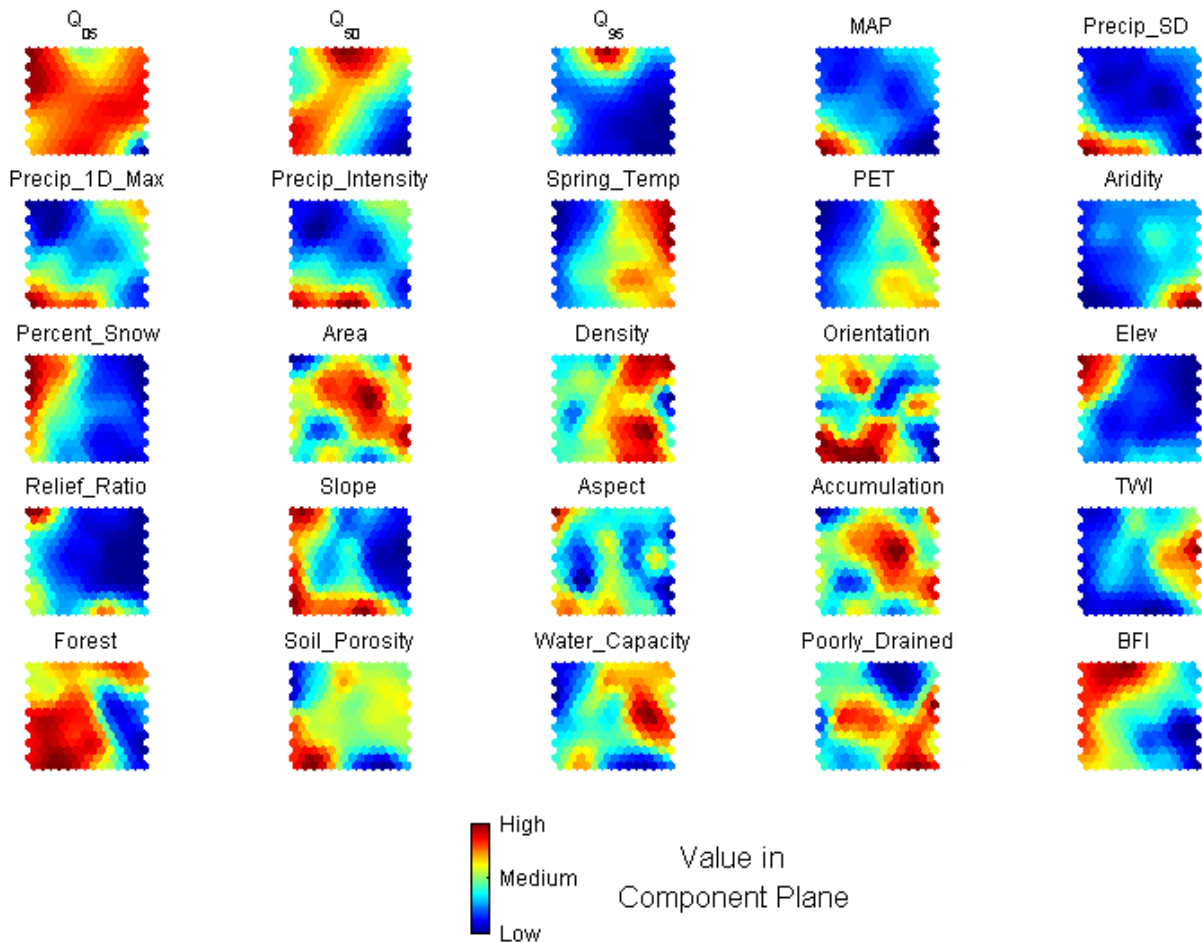 Q05 Q50 Q95 MAP Precip_SD
Precip_1D_Max Precip_Intensity Spring_Temp PET Aridity
Percent_Snow Area Density Orientation Elev
Relief_Ratio Slope Aspect Accumulation TWI
Forest Soil_Porosity Water_Capacity Poorly_Drained BFI
High
Medium
Low
Value in
Component Plane